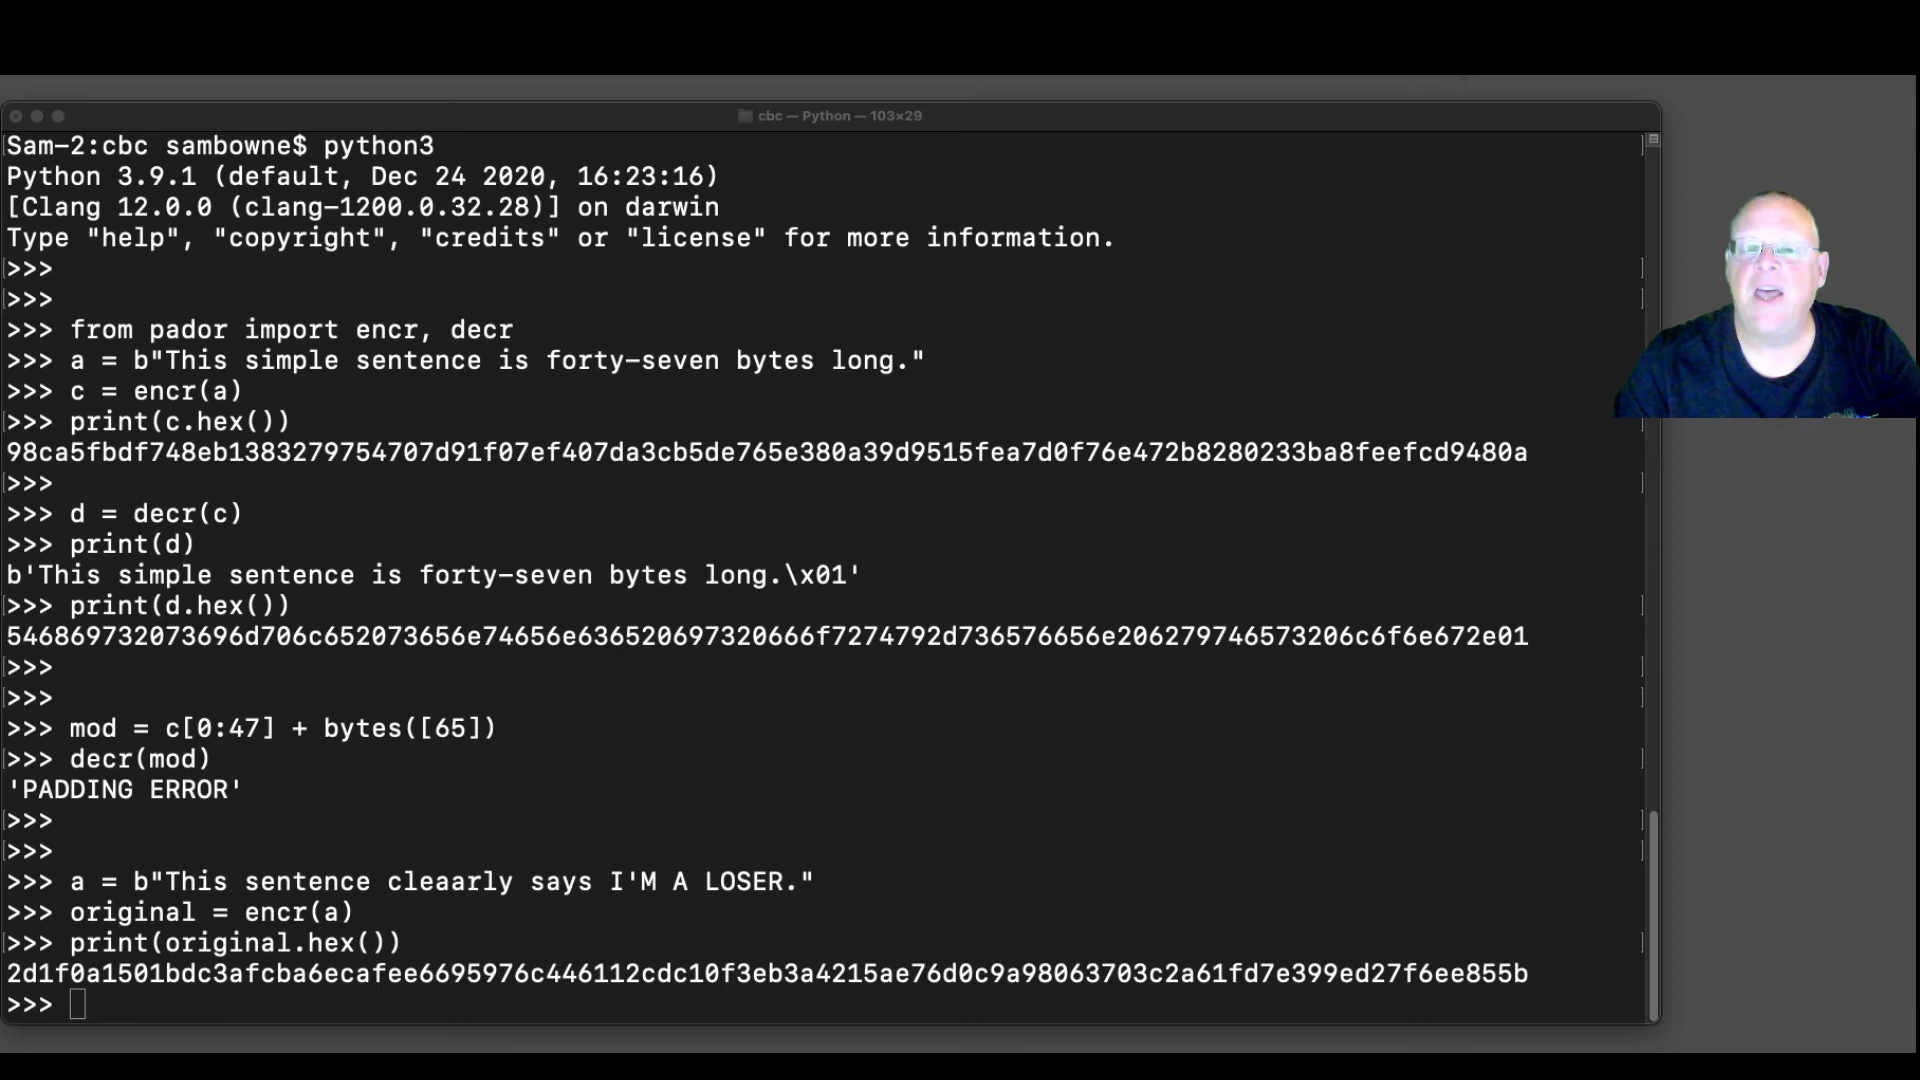 cbc — Python — 103×29
Sam-2:cbc sambowne$ python3
Python 3.9.1 (default, Dec 24 2020, 16:23:16)
[Clang 12.0.0 (clang-1200.0.32.28)] on darwin
Type "help", "copyright", "credits" or "license" for more information.
>>>
>>>
>>> from pador import encr, decr
>>> a = b"This simple sentence is forty-seven bytes long."
>>> c = encr(a)
>>> print(c.hex())
98ca5fbdf748eb1383279754707d91f07ef407da3cb5de765e380a39d9515fea7d0f76e472b8280233ba8feefcd9480a
>>>
>>> d = decr(c)
>>> print(d)
b'This simple sentence is forty-seven bytes long.\x01'
>>> print(d.hex())
546869732073696d706c652073656e74656e636520697320666f7274792d736576656e206279746573206c6f6e672e01
>>>
>>>
>>> mod = c[0:47] + bytes([65])
>>> decr(mod)
'PADDING ERROR'
>>>
>>>
>>> a = b"This sentence cleaarly says I'M A LOSER."
>>> original = encr(a)
>>> print(original.hex())
2d1f0a1501bdc3afcba6ecafee6695976c446112cdc10f3eb3a4215ae76d0c9a98063703c2a61fd7e399ed27f6ee855b
>>>